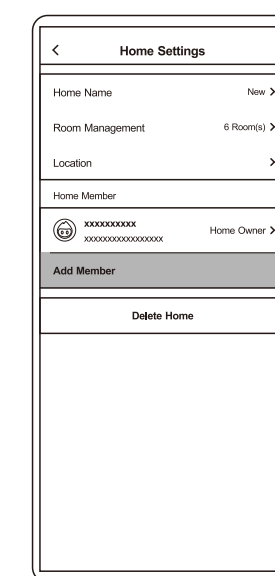 Home Settings
Home Name New
Room Management 6 Room(s)
Location
Home Member
xxxxxxxxxx
xxxxxxxxxxxxxxxxx Home Owner
Add Member
Delete Home